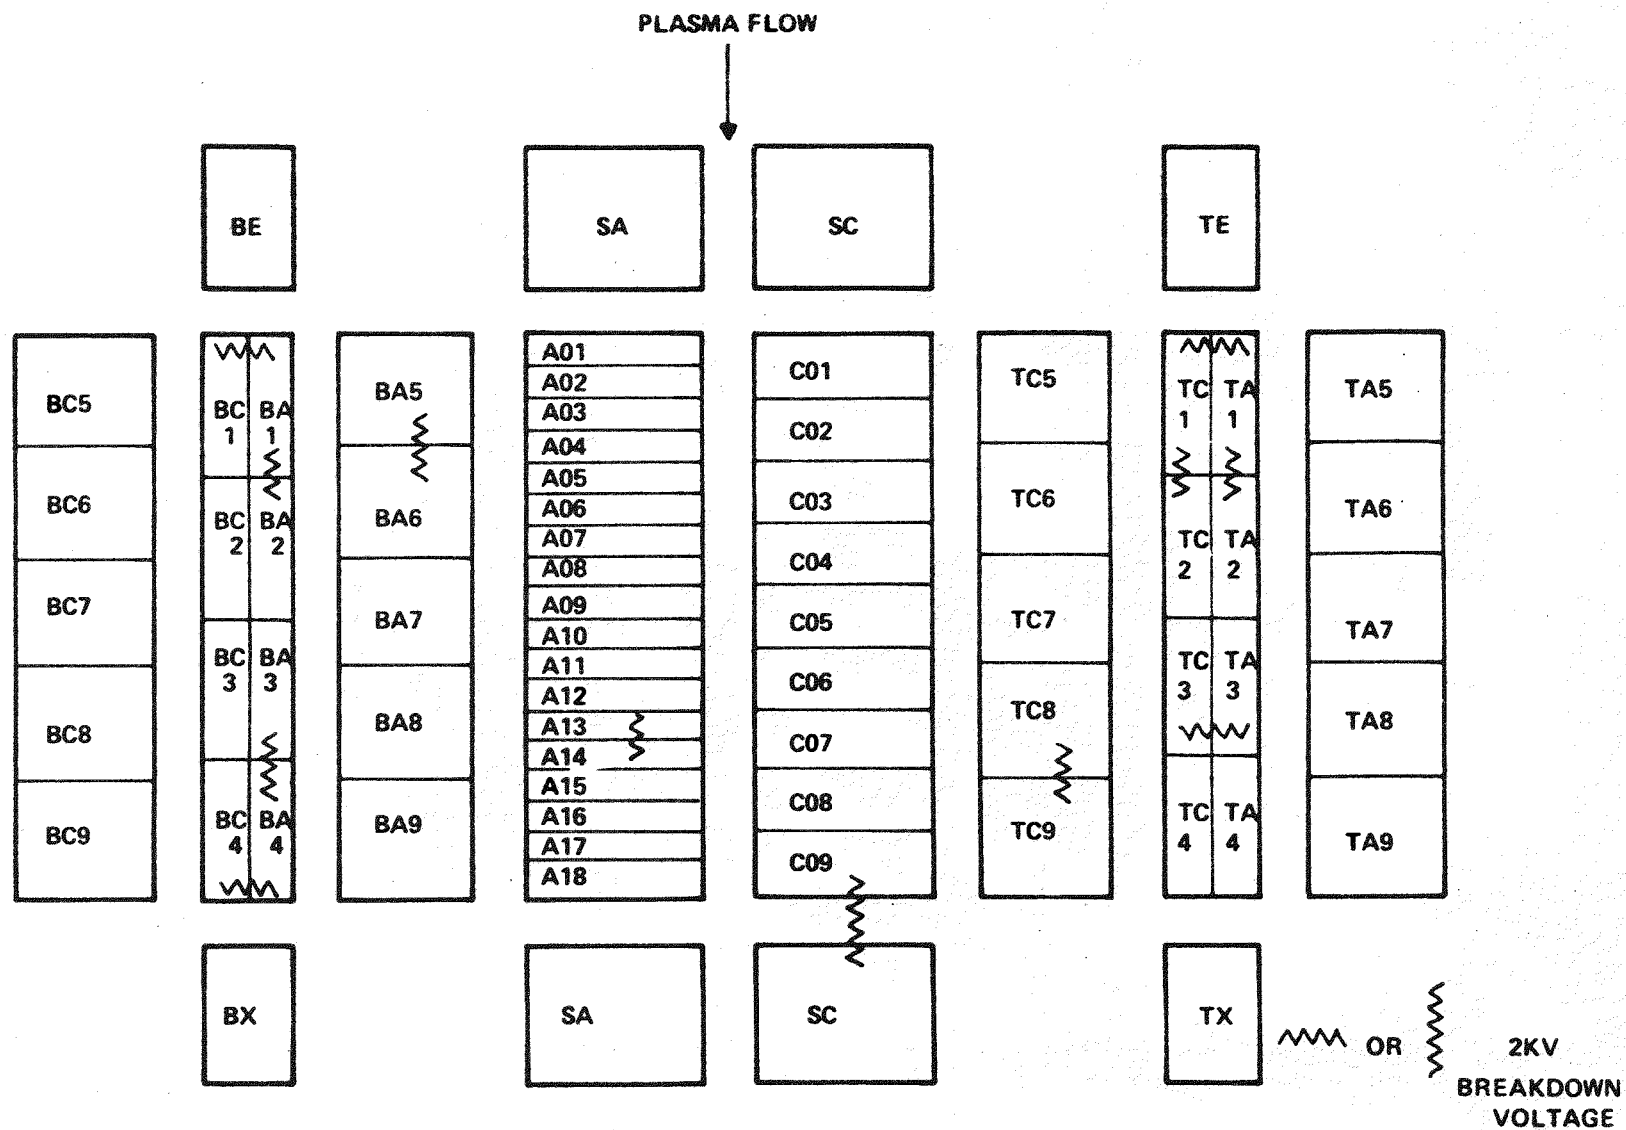 PLASMA FLOW
BE
SA
SC
TE
BC5
BC6
BC7
BC8
BC9
BC
1
BA
1
BC
2
BA
2
BC
3
BA
3
BC
4
BA
4
BA5
BA6
BA7
BA8
BA9
A01
A02
A03
A04
A05
A06
A07
A08
A09
A10
A11
A12
A13
A14
A15
A16
A17
A18
C01
C02
C03
C04
C05
C06
C07
C08
C09
TC5
TC6
TC7
TC8
TC9
TC
1
TA
1
TC
2
TA
2
TC
3
TA
3
TC
4
TA
4
TA5
TA6
TA7
TA8
TA9
BX
SA
SC
TX
OR
2KV
BREAKDOWN
VOLTAGE